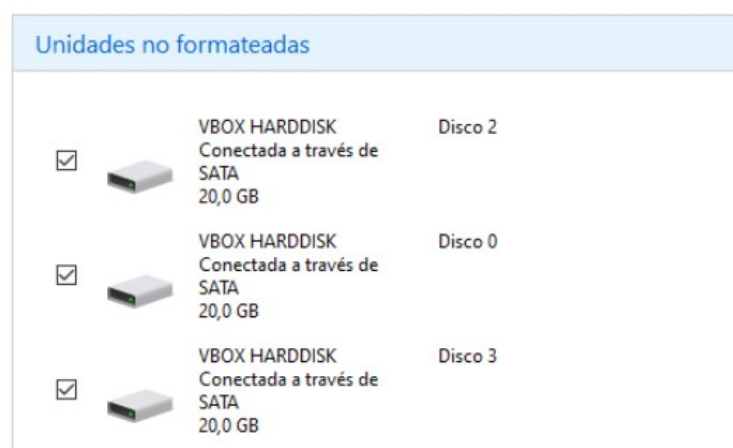 Unidades no formateadas
VBOX HARDDISK Disco 2
Conectada a través de
SATA
20,0 GB
VBOX HARDDISK Disco 0
Conectada a través de
SATA
20,0 GB
VBOX HARDDISK Disco 3
Conectada a través de
SATA
20,0 GB